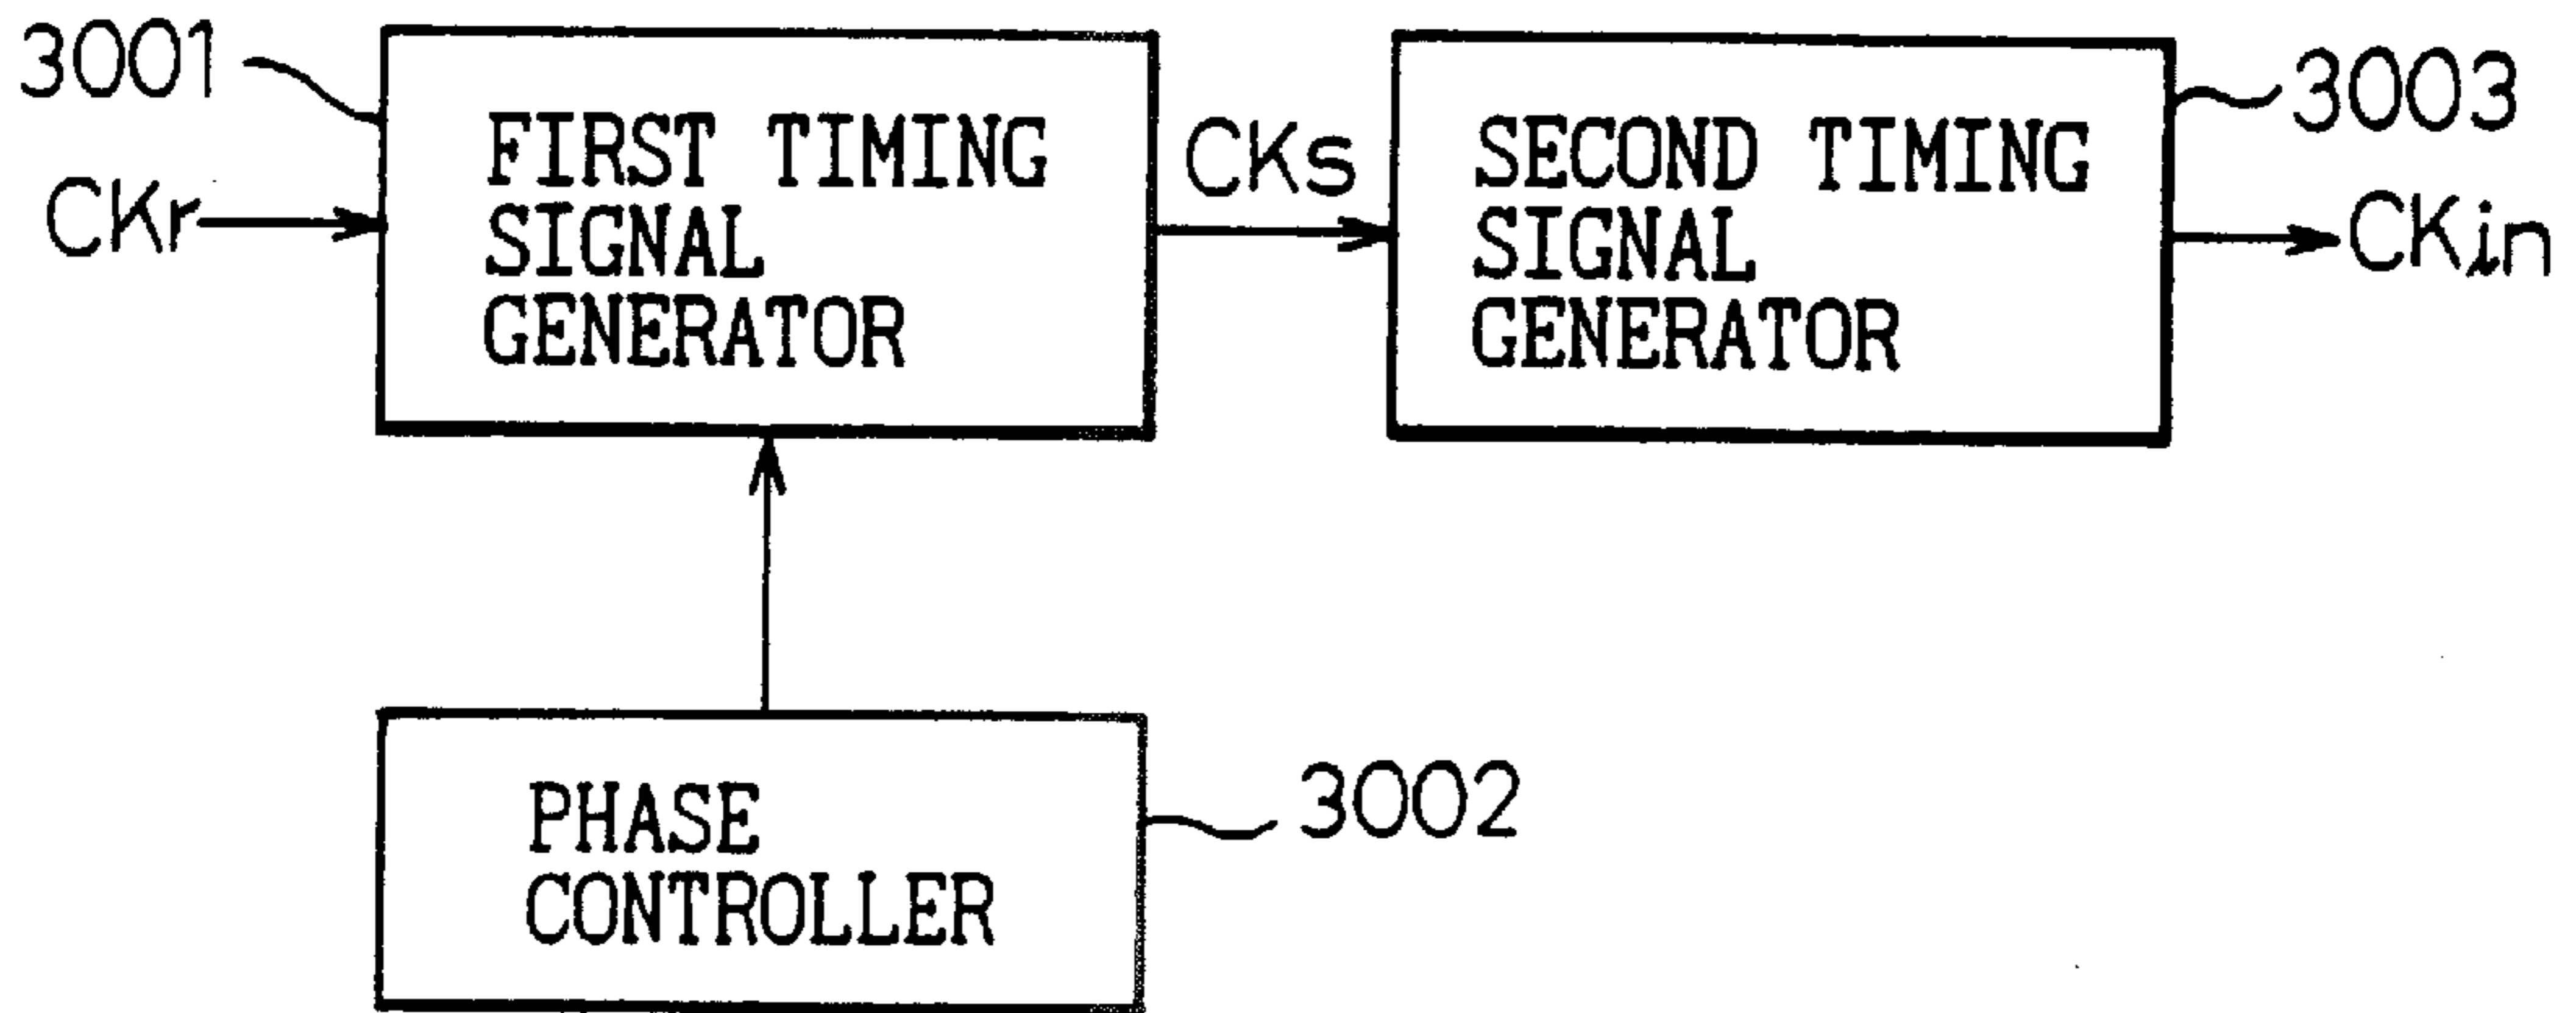 3001
FIRST TIMING
SIGNAL
GENERATOR
CKr
CKs
SECOND TIMING
SIGNAL
GENERATOR
3003
CKin
PHASE
CONTROLLER
3002